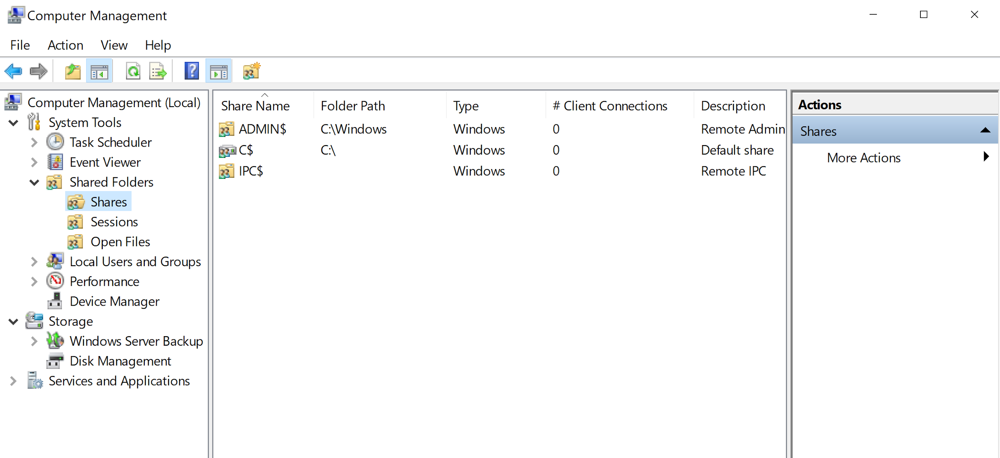 Computer Management
File Action View Help
Computer Management (Local)
System Tools
Task Scheduler
Event Viewer
Shared Folders
Shares
Sessions
Open Files
Local Users and Groups
Performance
Device Manager
Storage
Windows Server Backup
Disk Management
Services and Applications
Share Name Folder Path Type # Client Connections Description
ADMIN$ C:\Windows Windows 0 Remote Admin
C$ C:\ Windows 0 Default share
IPC$ Windows 0 Remote IPC
Actions
Shares
More Actions